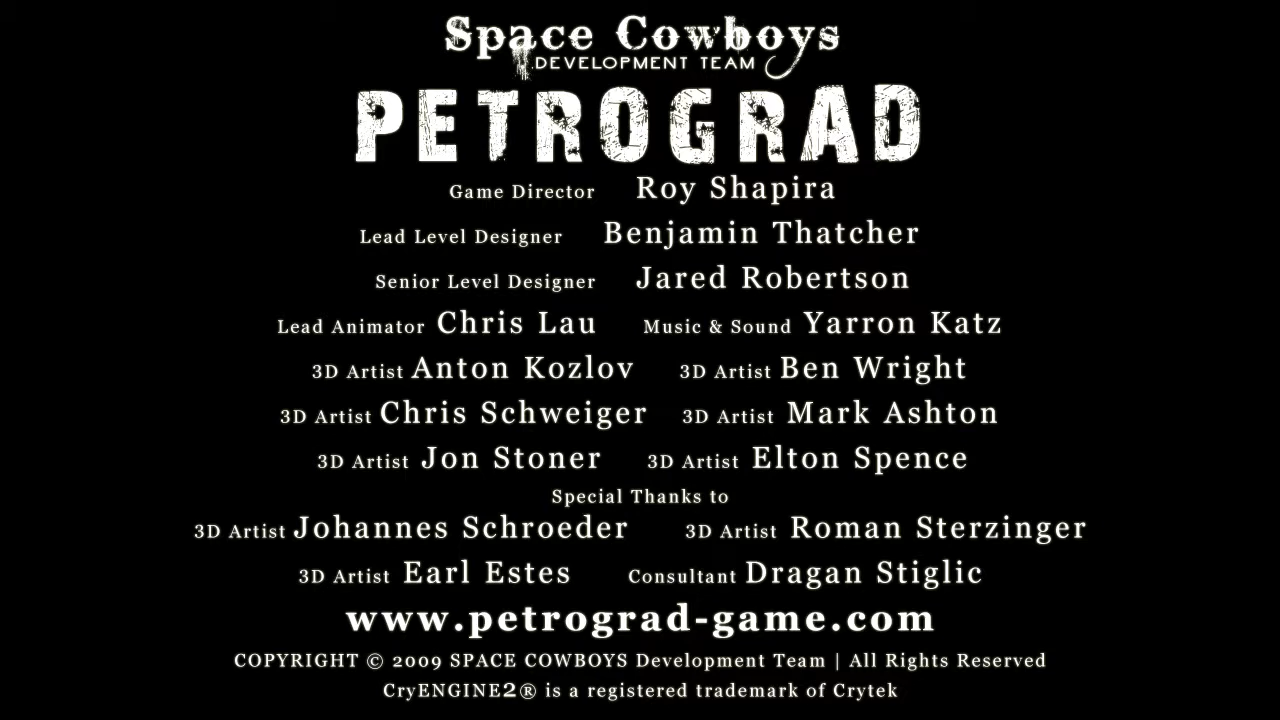 Space Cowboys
DEVELOPMENT TEAM
PETROGRAD
Game Director Roy Shapira
Lead Level Designer Benjamin Thatcher
Senior Level Designer Jared Robertson
Lead Animator Chris Lau Music & Sound Yarron Katz
3D Artist Anton Kozlov 3D Artist Ben Wright
3D Artist Chris Schweiger 3D Artist Mark Ashton
3D Artist Jon Stoner 3D Artist Elton Spence
Special Thanks to
3D Artist Johannes Schroeder 3D Artist Roman Sterzinger
3D Artist Earl Estes Consultant Dragan Stiglic
www.petrograd-game.com
COPYRIGHT © 2009 SPACE COWBOYS Development Team | All Rights Reserved
CryENGINE2® is a registered trademark of Crytek